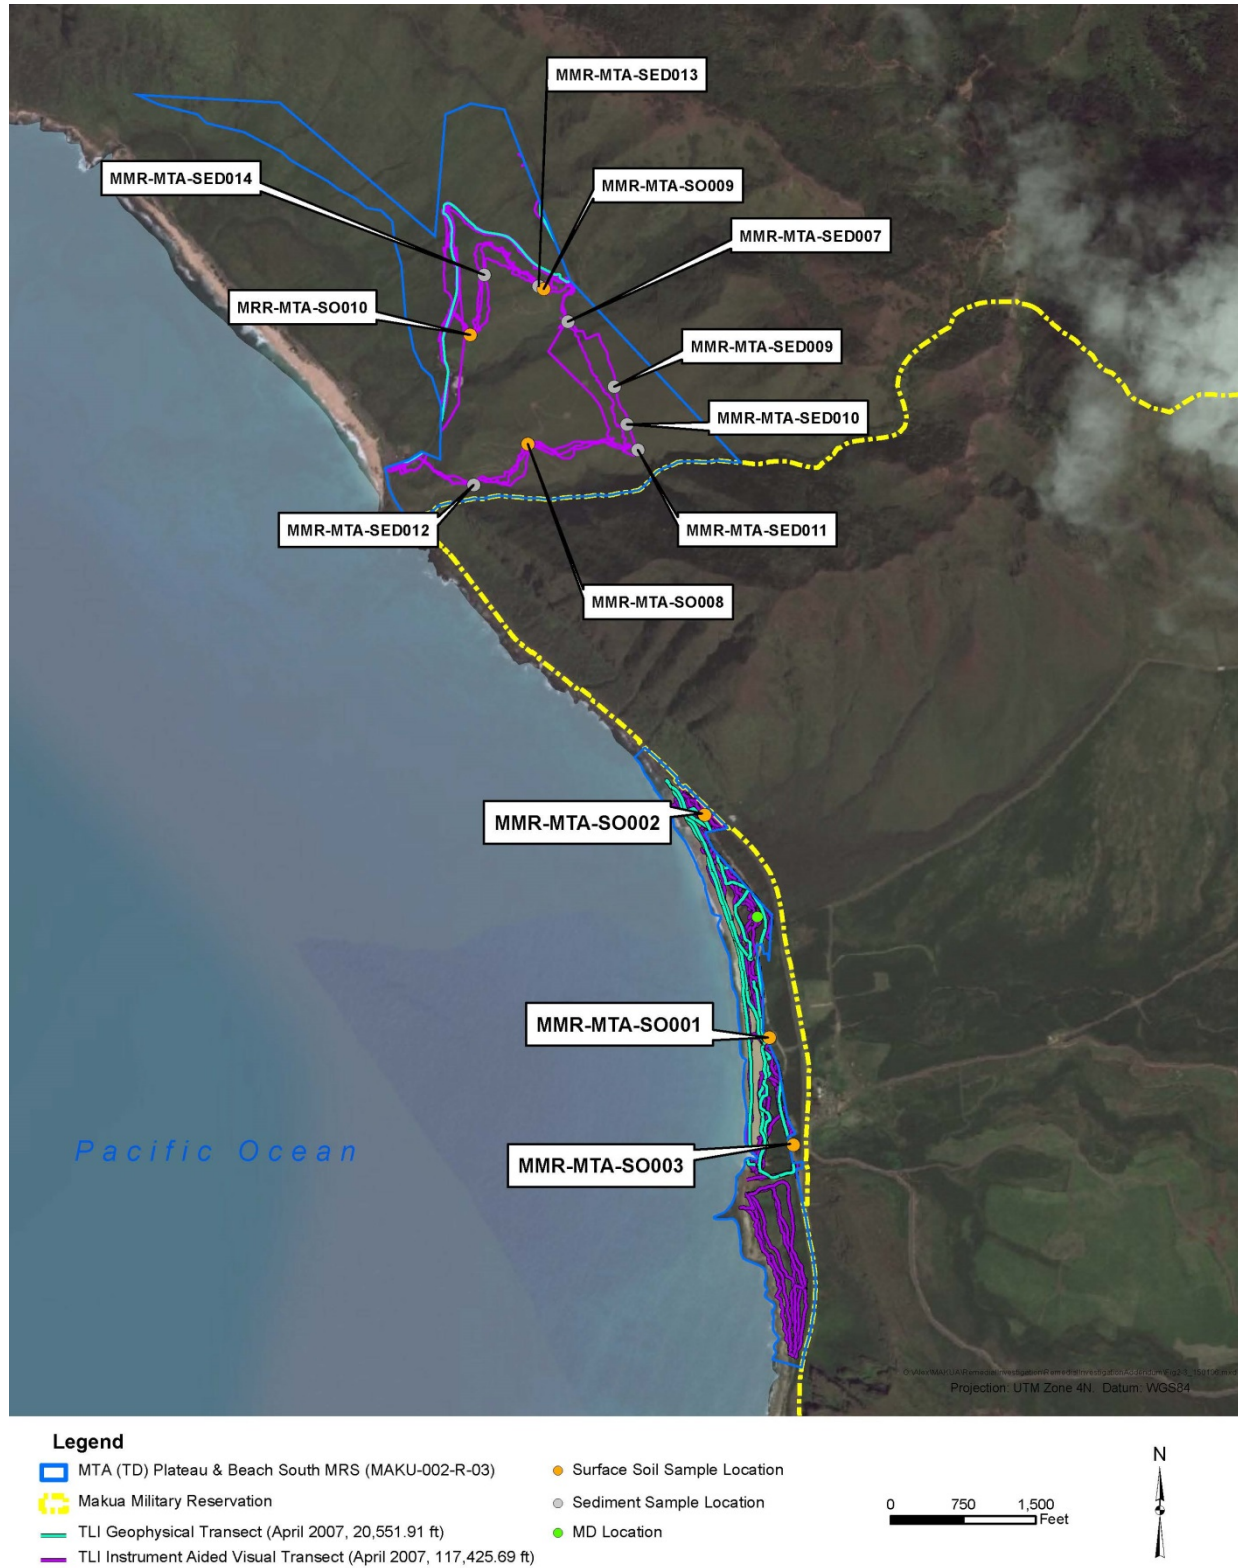 MMR-MTA-SED013
MMR-MTA-SED014
MMR-MTA-SO009
MMR-MTA-SED007
MRR-MTA-SO010
MMR-MTA-SED009
MMR-MTA-SED010
MMR-MTA-SED012
MMR-MTA-SED011
MMR-MTA-SO008
MMR-MTA-SO002
MMR-MTA-SO001
Pacific Ocean
MMR-MTA-SO003
Projection: UTM Zone 4N Datum: WGS84
Legend
MTA (TD) Plateau & Beach South MRS (MAKU-002-R-03)
Makua Military Reservation
TLI Geophysical Transect (April 2007, 20,551.91 ft)
TLI Instrument Aided Visual Transect (April 2007, 117,425.69 ft)
Surface Soil Sample Location
Sediment Sample Location
MD Location
0 750 1,500
Feet
N